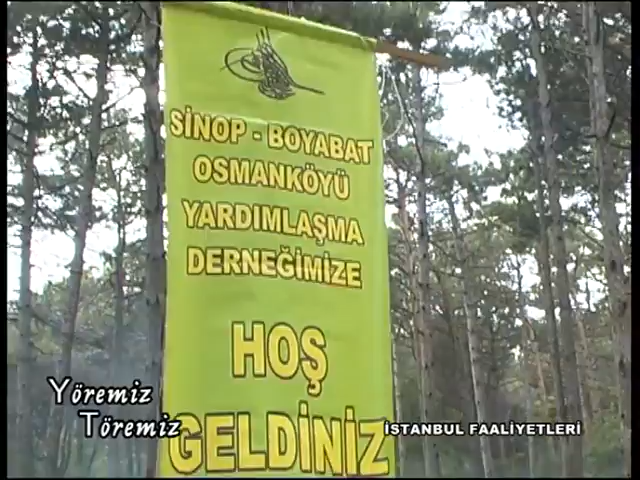 SİNOP - BOYABAT
OSMANKÖYÜ
YARDIMLAŞMA
DERNEĞİMİZE
HOŞ
GELDİNİZ
Yöremiz
Töremiz
İSTANBUL FAALİYETLERİ